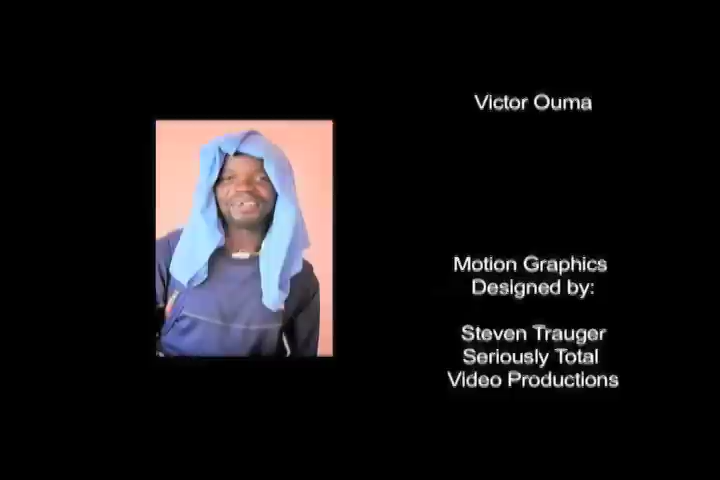 Victor Ouma
Motion Graphics
Designed by:
Steven Trauger
Seriously Total
Video Productions